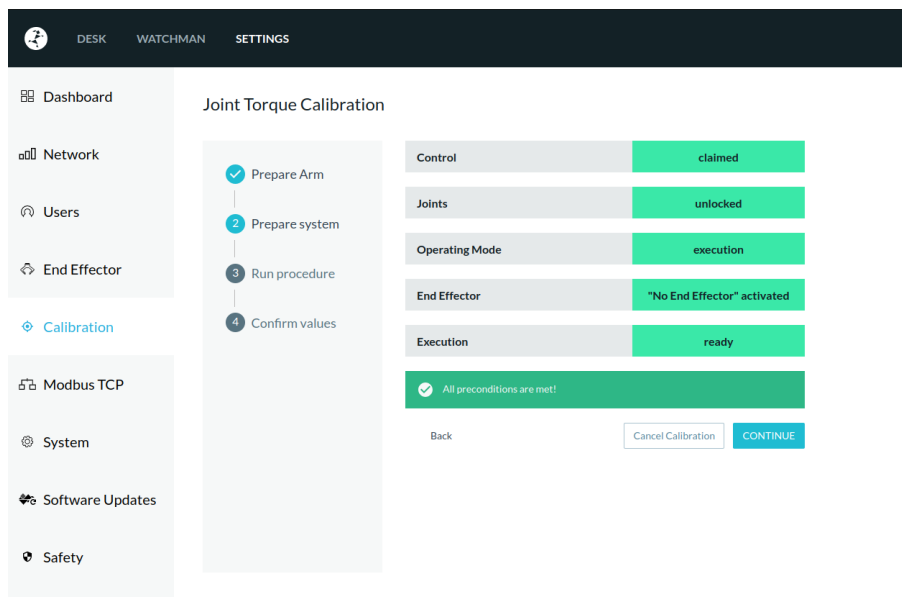 DESK WATCHMAN SETTINGS
Dashboard
Network
Users
End Effector
Calibration
Modbus TCP
System
Software Updates
Safety
Joint Torque Calibration
Prepare Arm
2 Prepare system
3 Run procedure
4 Confirm values
Control claimed
Joints unlocked
Operating Mode execution
End Effector "No End Effector" activated
Execution ready
All preconditions are met!
Back Cancel Calibration CONTINUE